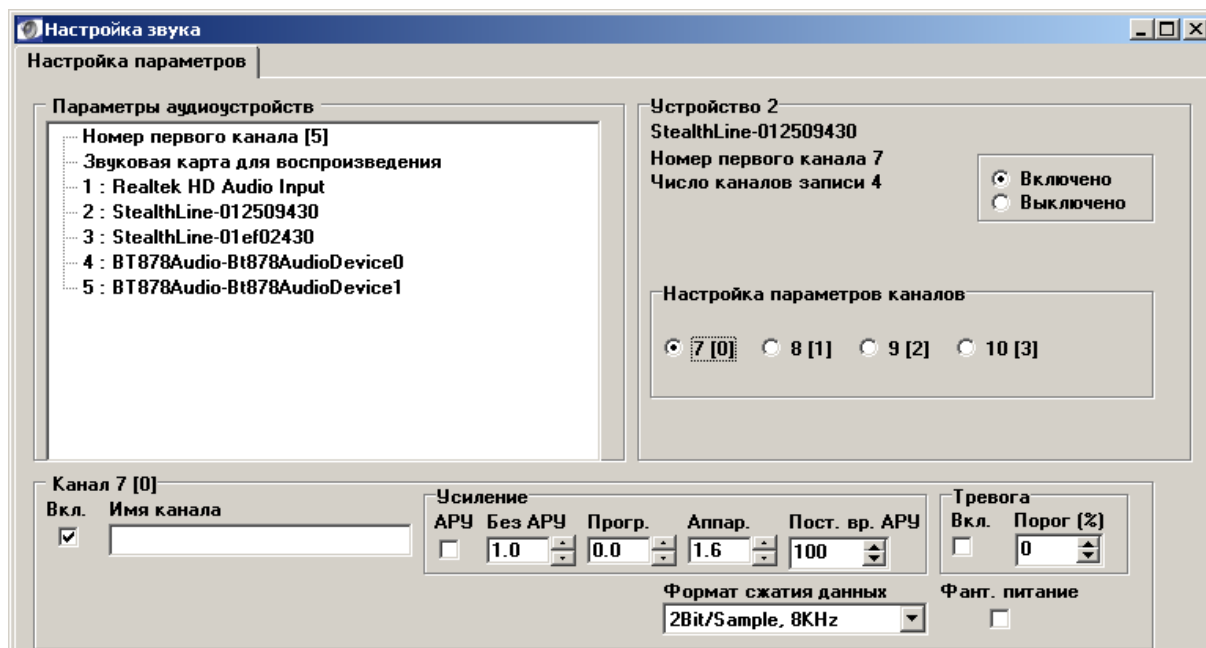 Настройка звука
Настройка параметров
Параметры аудиоустройств
Номер первого канала [5]
Звуковая карта для воспроизведения
1 : Realtek HD Audio Input
2 : StealthLine-012509430
3 : StealthLine-01ef02430
4 : BT878Audio-Bt878AudioDevice0
5 : BT878Audio-Bt878AudioDevice1
Устройство 2
StealthLine-012509430
Номер первого канала 7
Число каналов записи 4
Включено
Выключено
Настройка параметров каналов
7 [0] 8 [1] 9 [2] 10 [3]
Канал 7 [0]
Вкл. Имя канала
Усиление
АРУ Без АРУ Прогр. Аппар. Пост. вр. АРУ
1.0 0.0 1.6 100
Тревога
Вкл. Порог (%)
0
Формат сжатия данных
2Bit/Sample, 8KHz
Фант. питание